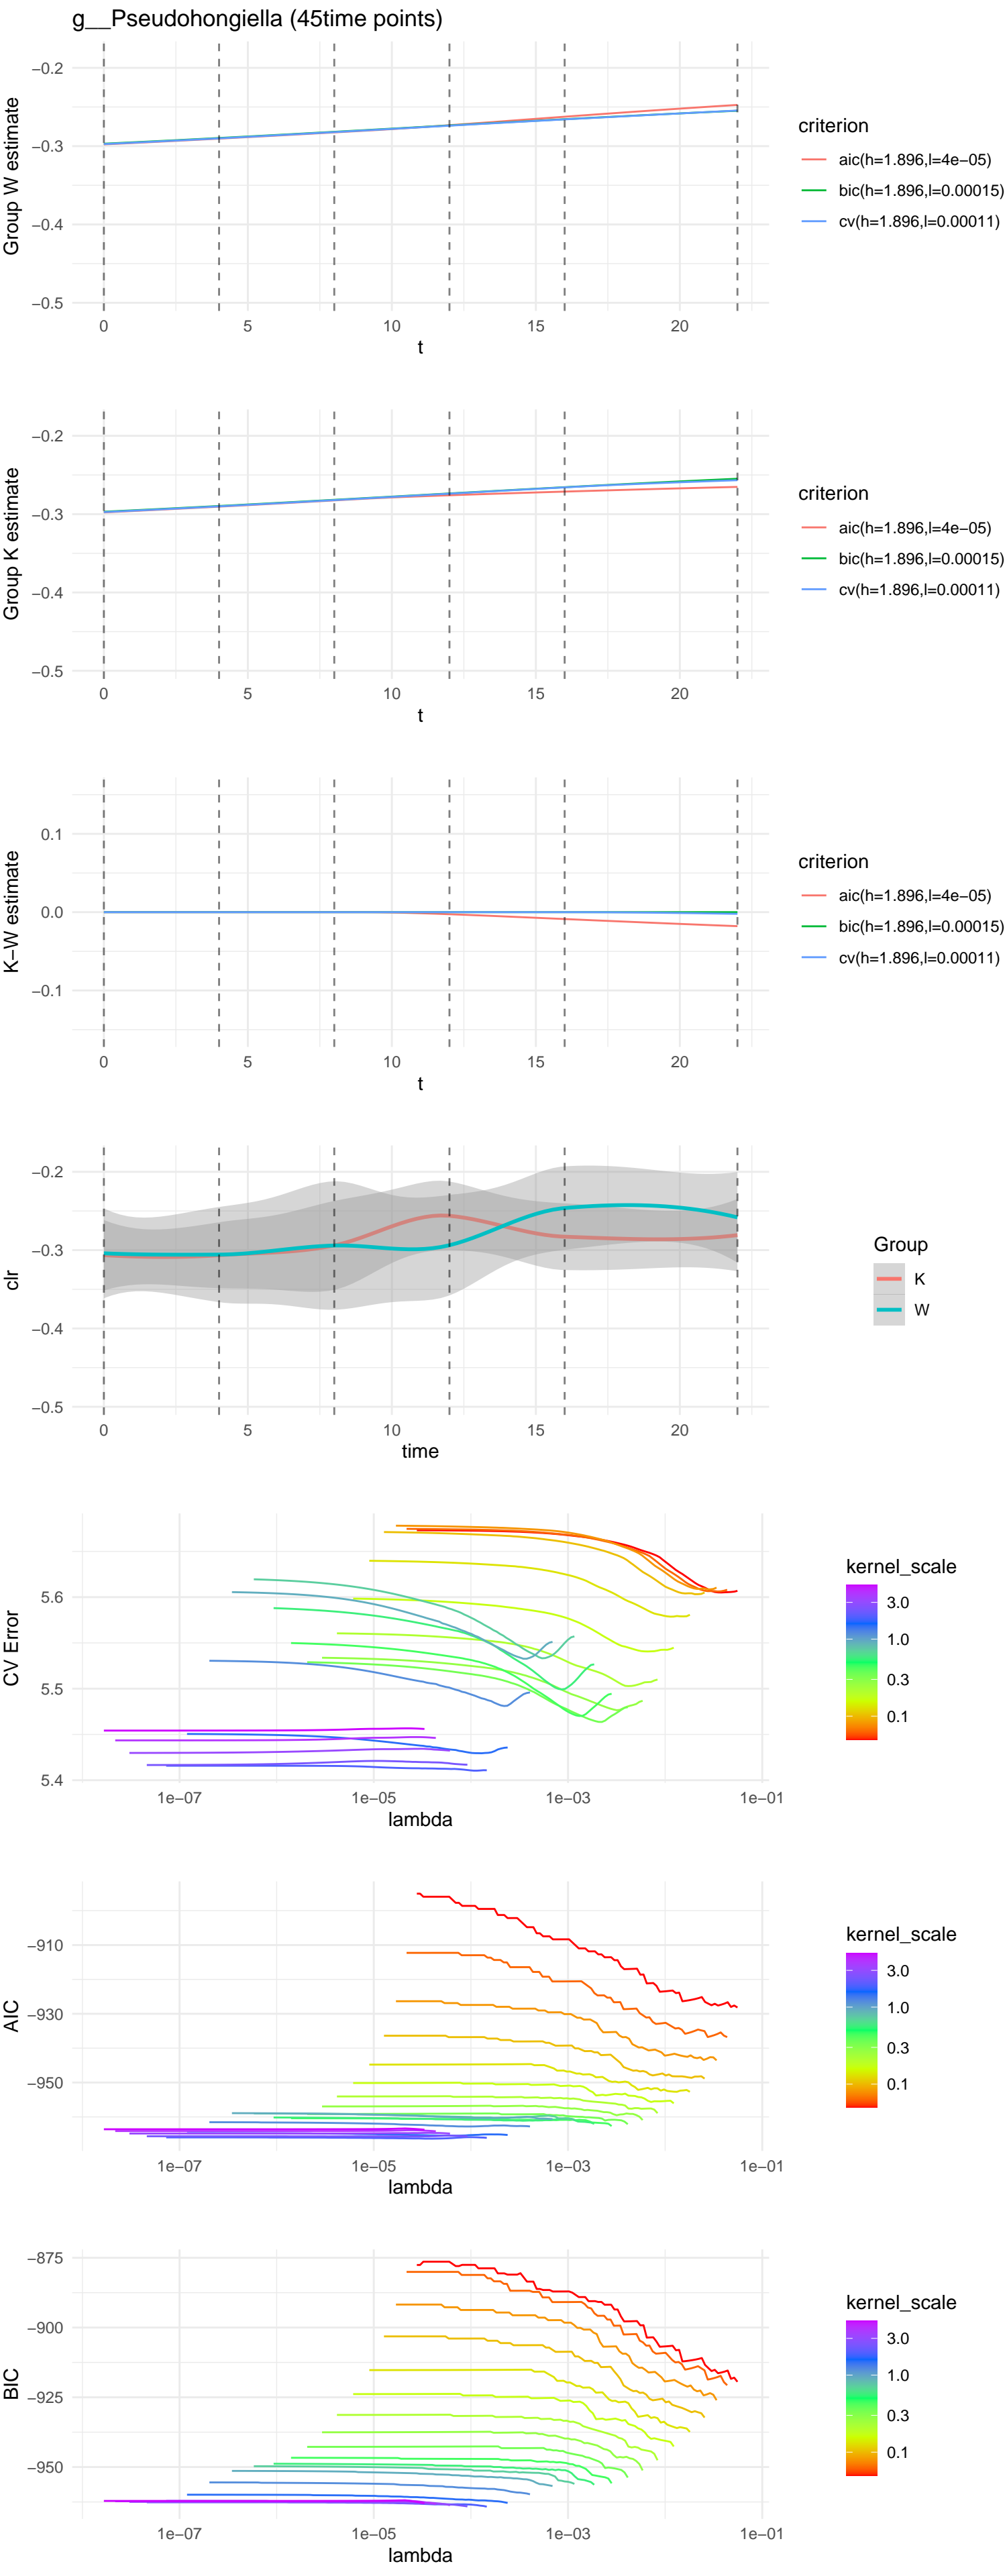 g__Pseudohongiella (45time points)
Group W estimate
−0.2
−0.3
−0.4
−0.5
0 5 10 15 20
t
criterion
aic(h=1.896,l=4e−05)
bic(h=1.896,l=0.00015)
cv(h=1.896,l=0.00011)
Group K estimate
−0.2
−0.3
−0.4
−0.5
0 5 10 15 20
t
criterion
aic(h=1.896,l=4e−05)
bic(h=1.896,l=0.00015)
cv(h=1.896,l=0.00011)
K−W estimate
0.1
0.0
−0.1
0 5 10 15 20
t
criterion
aic(h=1.896,l=4e−05)
bic(h=1.896,l=0.00015)
cv(h=1.896,l=0.00011)
clr
−0.2
−0.3
−0.4
−0.5
0 5 10 15 20
time
Group
K
W
CV Error
5.6
5.5
5.4
1e−07 1e−05 1e−03 1e−01
lambda
kernel_scale
3.0
1.0
0.3
0.1
AIC
−910
−930
−950
1e−07 1e−05 1e−03 1e−01
lambda
kernel_scale
3.0
1.0
0.3
0.1
BIC
−875
−900
−925
−950
1e−07 1e−05 1e−03 1e−01
lambda
kernel_scale
3.0
1.0
0.3
0.1